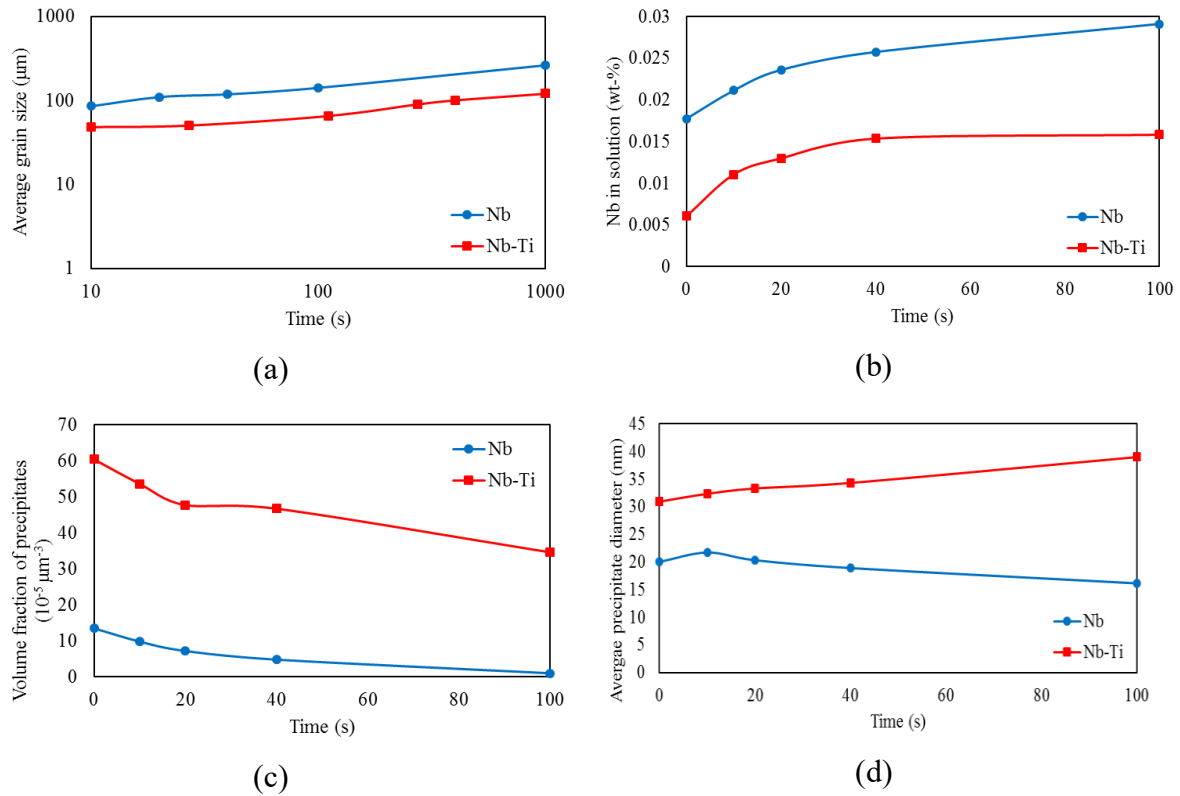 Average grain size (µm)
1000
100
10
1
10
100
1000
Time (s)
Nb
Nb-Ti
(a)
Nb in solution (wt-%)
0.03
0.025
0.02
0.015
0.01
0.005
0
0 20 40 60 80 100
Time (s)
Nb
Nb-Ti
(b)
Volume fraction of precipitates
(10⁻⁵ µm⁻³)
70
60
50
40
30
20
10
0
0 20 40 60 80 100
Time (s)
Nb
Nb-Ti
(c)
Avergae precipitate diameter (nm)
45
40
35
30
25
20
15
10
5
0
0 20 40 60 80 100
Time (s)
Nb
Nb-Ti
(d)